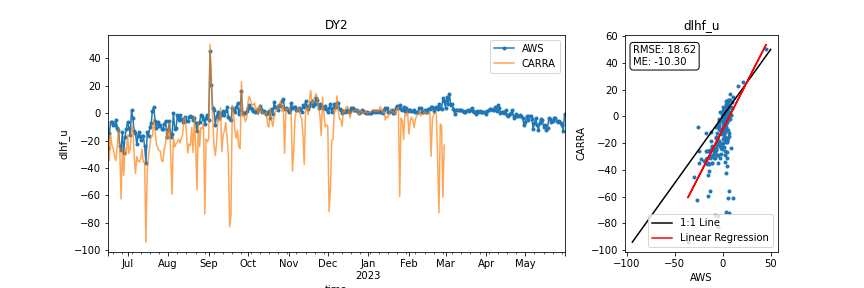 DY2
dlhf_u
AWS
CARRA
40
20
0
−20
−40
−60
−80
−100
dlhf_u
Jul
Aug
Sep
Oct
Nov
Dec
Jan
2023
Feb
Mar
Apr
May
time
RMSE: 18.62
ME: -10.30
60
40
20
0
−20
−40
−60
−80
−100
CARRA
1:1 Line
Linear Regression
−100
−50
0
50
AWS